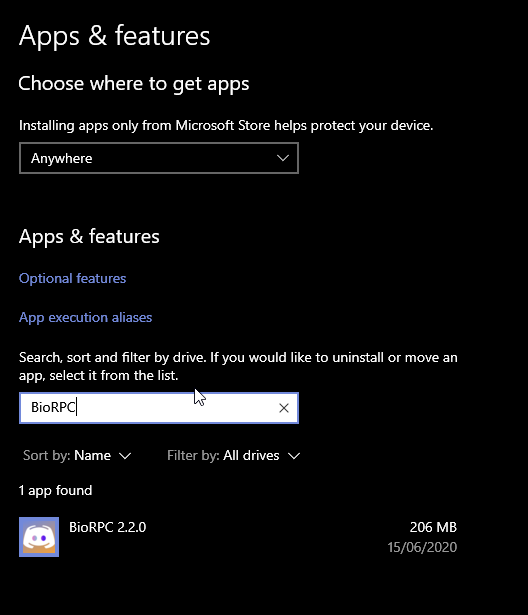 Apps & features
Choose where to get apps
Installing apps only from Microsoft Store helps protect your device.
Anywhere
Apps & features
Optional features
App execution aliases
Search, sort and filter by drive. If you would like to uninstall or move an
app, select it from the list.
BioRPC
Sort by: Name Filter by: All drives
1 app found
BioRPC 2.2.0 206 MB
15/06/2020